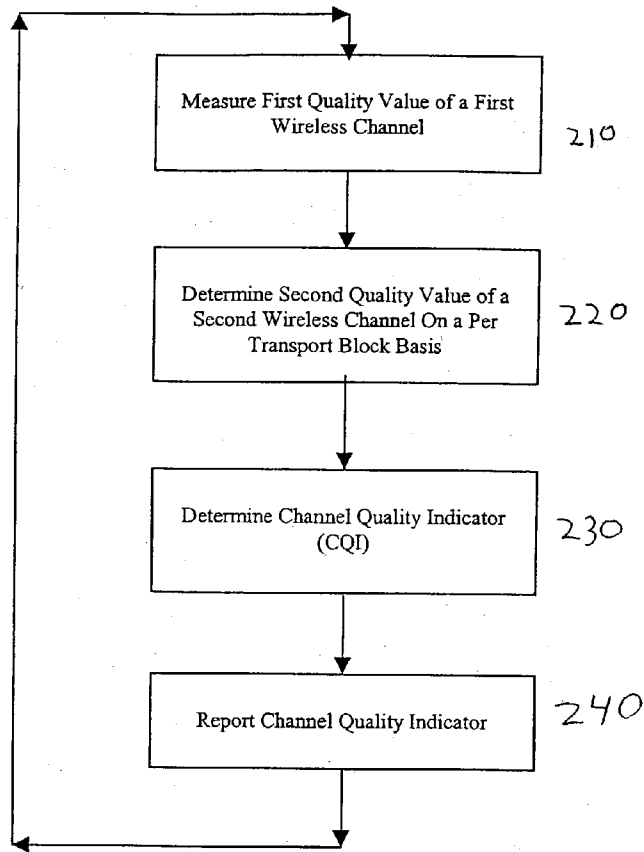 Measure First Quality Value of a First
Wireless Channel
210
Determine Second Quality Value of a
Second Wireless Channel On a Per
Transport Block Basis
220
Determine Channel Quality Indicator
(CQI)
230
Report Channel Quality Indicator
240